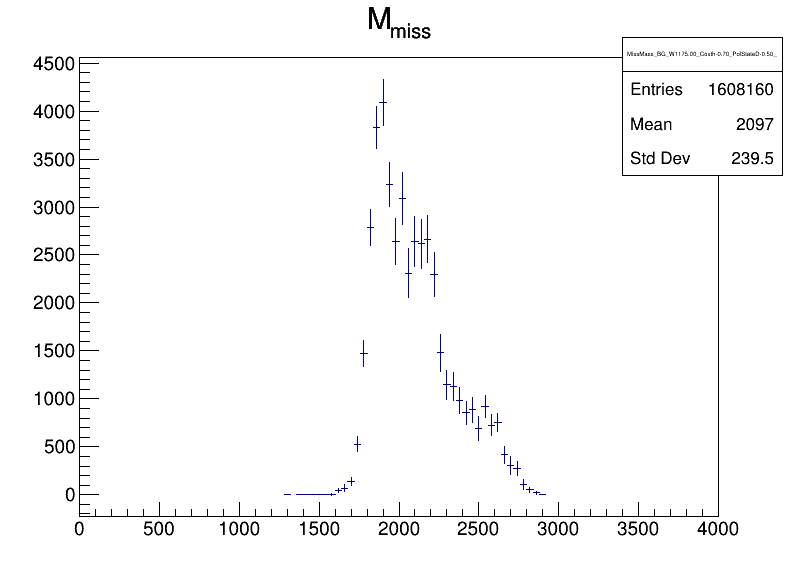 M_miss
MissMass_BG_W1175.00_Costh-0.70_PolStateD-0.50_
Entries 1608160
Mean 2097
Std Dev 239.5
4500
4000
3500
3000
2500
2000
1500
1000
500
0
0 500 1000 1500 2000 2500 3000 3500 4000